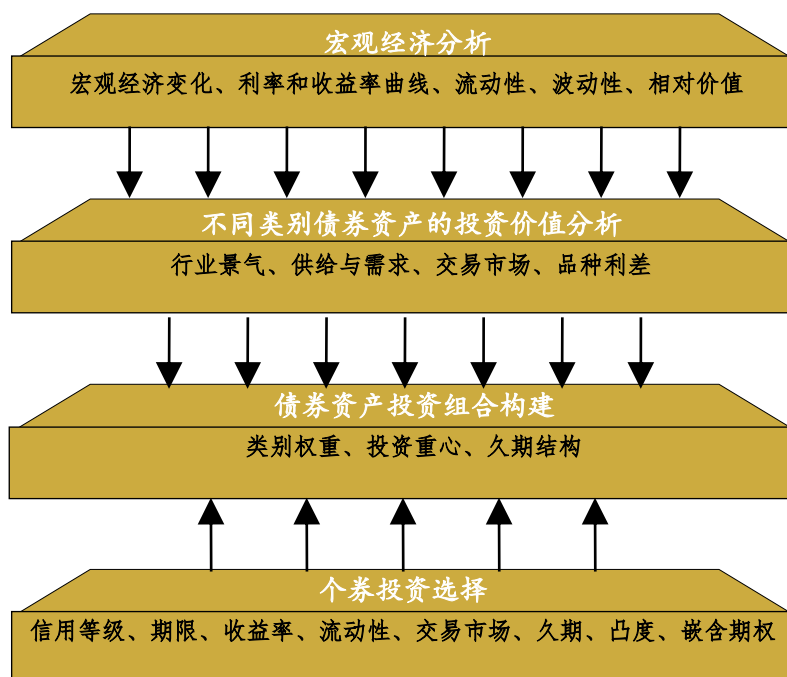 宏观经济分析
宏观经济变化、利率和收益率曲线、流动性、波动性、相对价值
不同类别债券资产的投资价值分析
行业景气、供给与需求、交易市场、品种利差
债券资产投资组合构建
类别权重、投资重心、久期结构
个券投资选择
信用等级、期限、收益率、流动性、交易市场、久期、凸度、嵌含期权